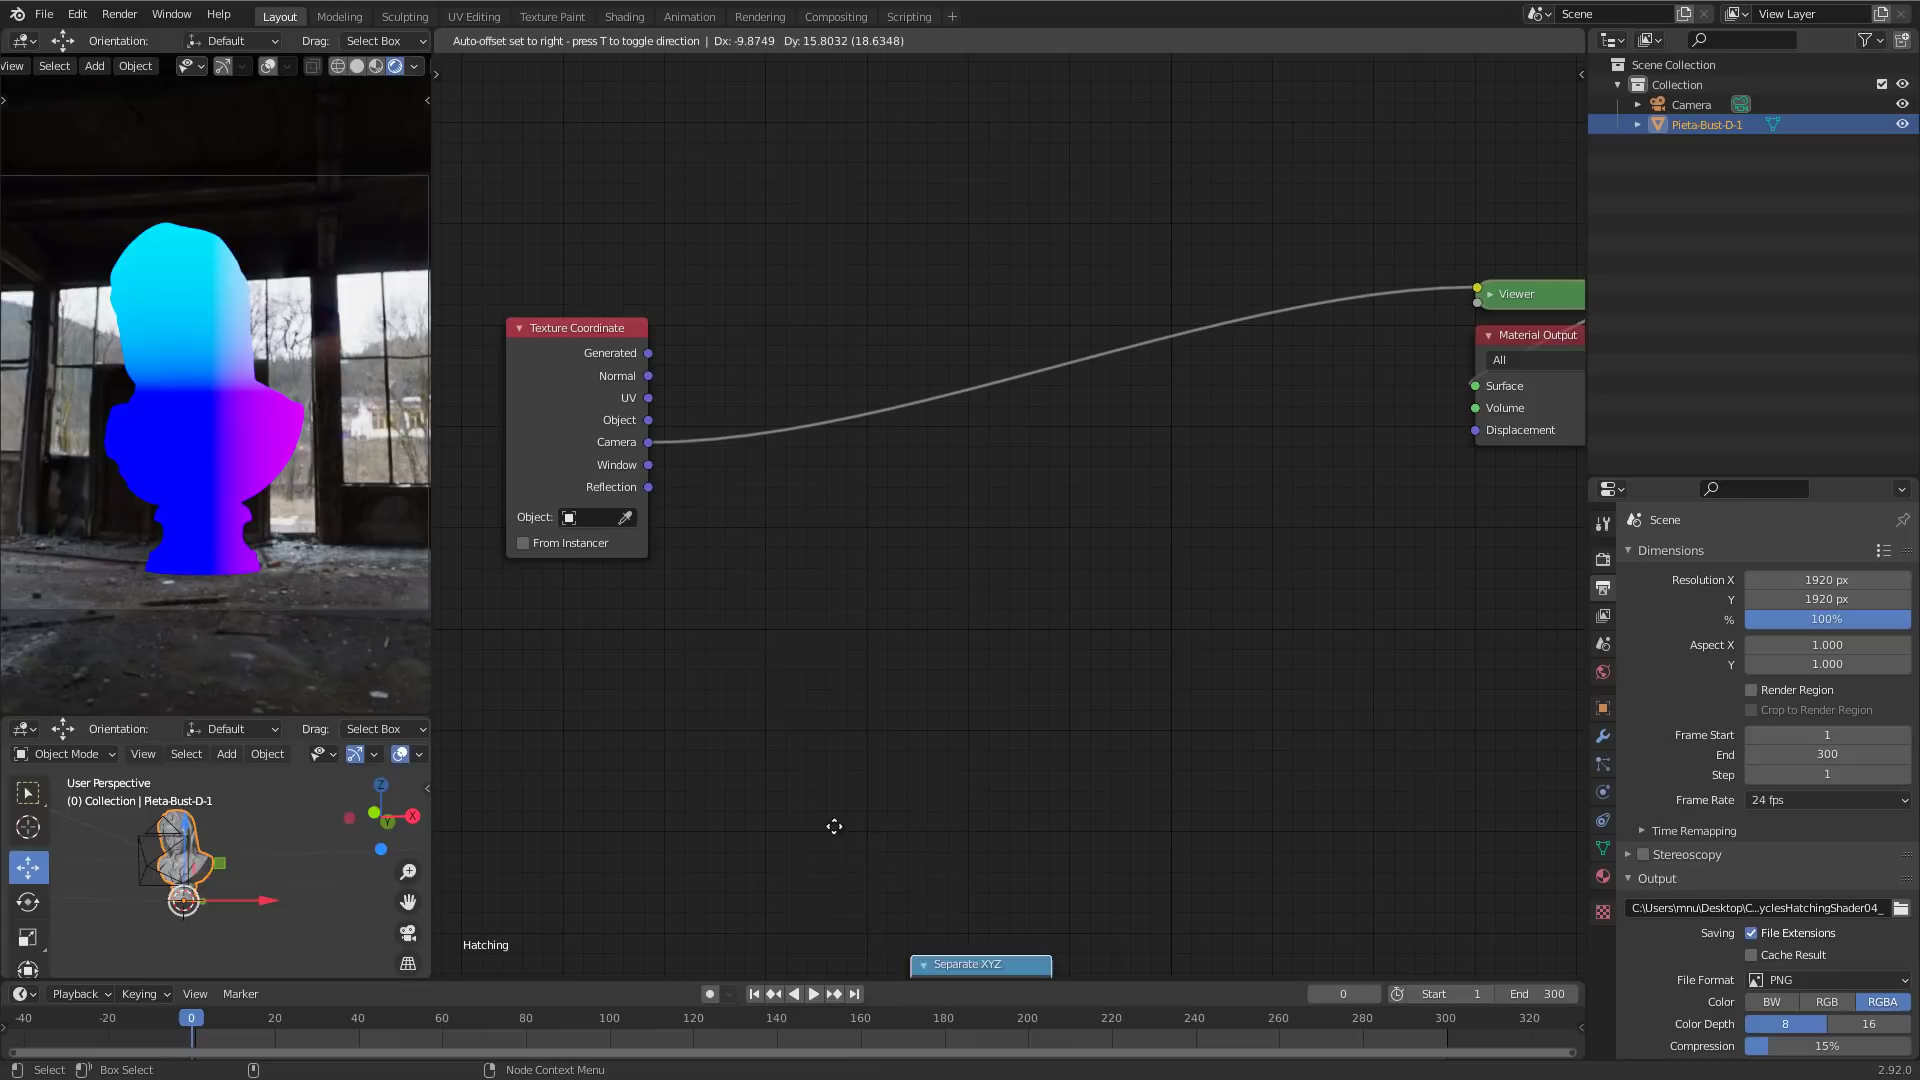 File Edit Render Window Help Layout Modeling Sculpting UV Editing Texture Paint Shading Animation Rendering Compositing Scripting + Scene View Layer
Orientation: Default Drag: Select Box Auto-offset set to right - press T to toggle direction | Dx: -9.8749 Dy: 15.8032 (18.6348)
View Select Add Object
Scene Collection
Collection
Camera
Pieta-Bust-D-1
Viewer
Material Output
All
Surface
Volume
Displacement
Texture Coordinate
Generated
Normal
UV
Object
Camera
Window
Reflection
Object:
From Instancer
Hatching
Separate XYZ
Scene
Dimensions
Resolution X 1920 px
Y 1920 px
% 100%
Aspect X 1.000
Y 1.000
Render Region
Crop to Render Region
Frame Start 1
End 300
Step 1
Frame Rate 24 fps
Time Remapping
Stereoscopy
Output
C:\Users\mnu\Desktop\C...yclesHatchingShader04_
Saving File Extensions
Cache Result
File Format PNG
Color BW RGB RGBA
Color Depth 8 16
Compression 15%
Orientation: Default Drag: Select Box
Object Mode View Select Add Object
User Perspective
(0) Collection | Pieta-Bust-D-1
Z
X
Y
Playback Keying View Marker 0 Start 1 End 300
-40 -20 0 20 40 60 80 100 120 140 160 180 200 220 240 260 280 300 320
Select Box Select Node Context Menu 2.92.0